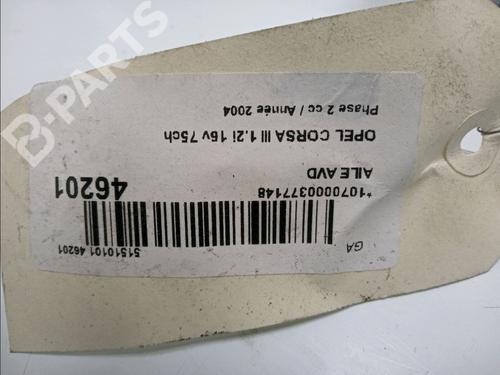 GA
51510101 46201
*1070000377148
AILE AVD
46201
OPEL CORSA III 1.2i 16v 75ch
Phase 2 cc / Année 2004
B-PARTS